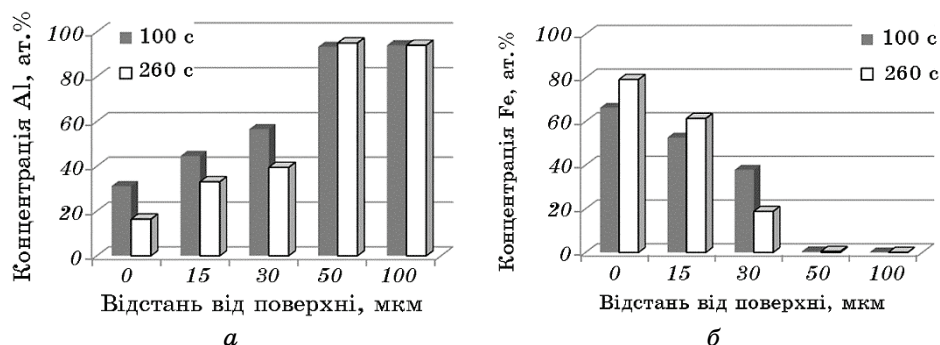 Концентрація Al, ат.%
100
80
60
40
20
0
100 с
260 с
0 15 30 50 100
Відстань від поверхні, мкм
а
Концентрація Fe, ат.%
100
80
60
40
20
0
100 с
260 с
0 15 30 50 100
Відстань від поверхні, мкм
б